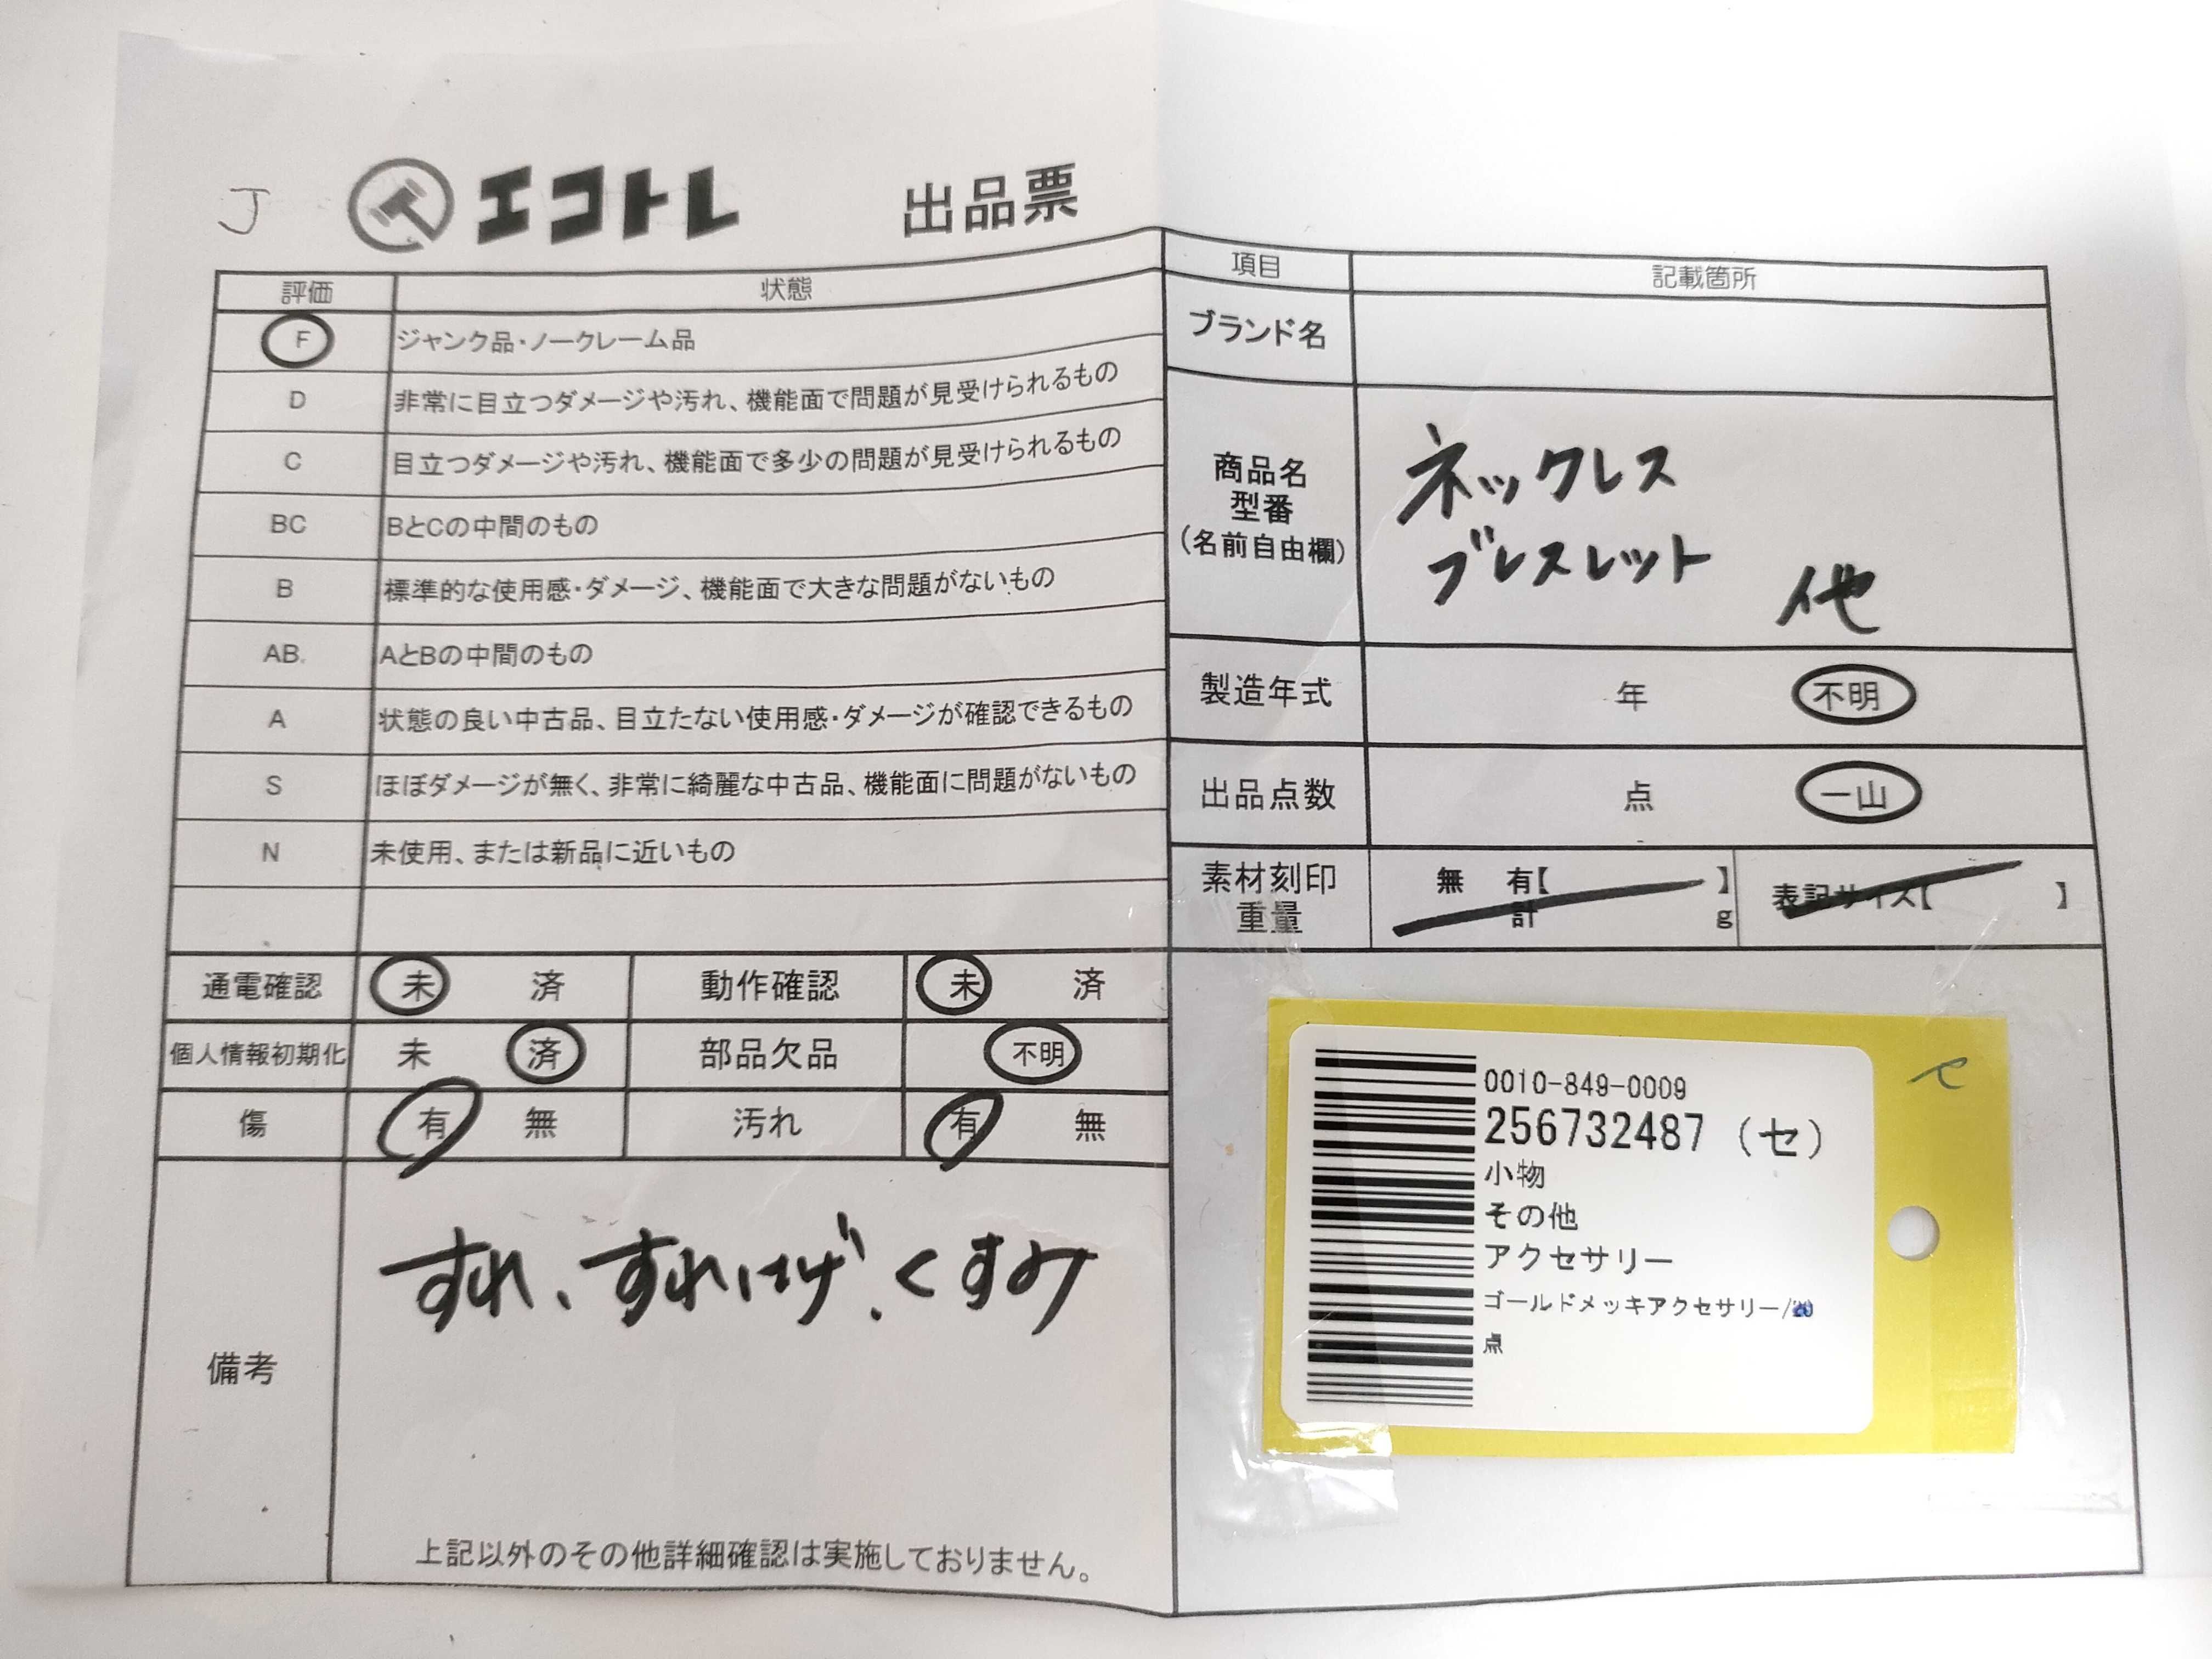 J エコトレ 出品票
評価 状態
F ジャンク品・ノークレーム品
D 非常に目立つダメージや汚れ、機能面で問題が見受けられるもの
C 目立つダメージや汚れ、機能面で多少の問題が見受けられるもの
BC BとCの中間のもの
B 標準的な使用感・ダメージ、機能面で大きな問題がないもの
AB AとBの中間のもの
A 状態の良い中古品、目立たない使用感・ダメージが確認できるもの
S ほぼダメージが無く、非常に綺麗な中古品、機能面に問題がないもの
N 未使用、または新品に近いもの
通電確認 未 済 動作確認 未 済
個人情報初期化 未 済 部品欠品 不明
傷 有 無 汚れ 有 無
備考
すれ、すれはげ、くすみ
上記以外のその他詳細確認は実施しておりません。
項目 記載箇所
ブランド名
商品名
型番
(名前自由欄)
ネックレス
ブレスレット 他
製造年式 年 不明
出品点数 点 一山
素材刻印
重量
無 有【 】
計 g
表記サイズ【 】
0010-849-0009
256732487 (セ)
小物
その他
アクセサリー
ゴールドメッキアクセサリー/
点